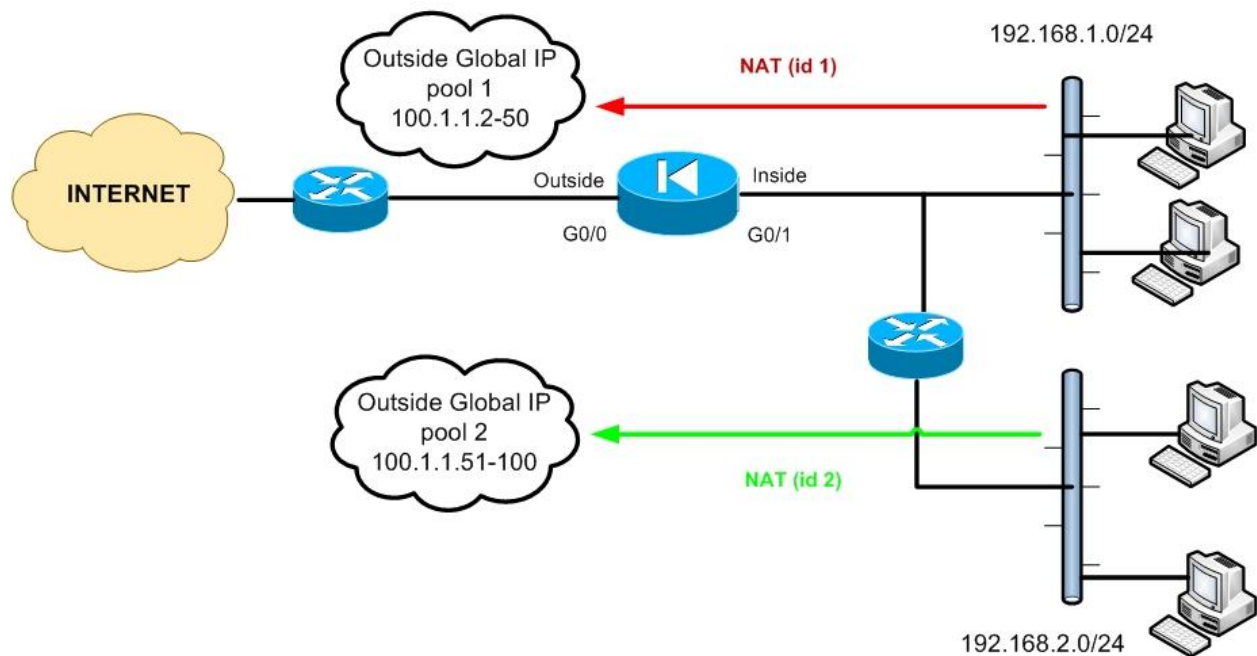 192.168.1.0/24
Outside Global IP
pool 1
100.1.1.2-50
NAT (id 1)
INTERNET
Outside
Inside
G0/0
G0/1
Outside Global IP
pool 2
100.1.1.51-100
NAT (id 2)
192.168.2.0/24